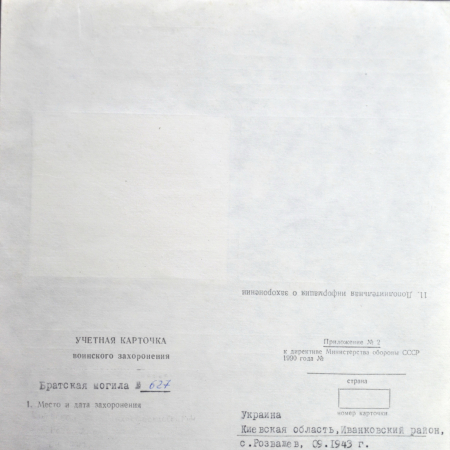 11. Дополнительная информация о захоронении
УЧЕТНАЯ КАРТОЧКА
воинского захоронения
Братская могила № 627
1. Место и дата захоронения
Приложение № 2
к директиве Министерства обороны СССР
1990 года №
страна
номер карточки
Украина
Киевская область, Иванковский район,
с. Розважев, 09.1943 г.